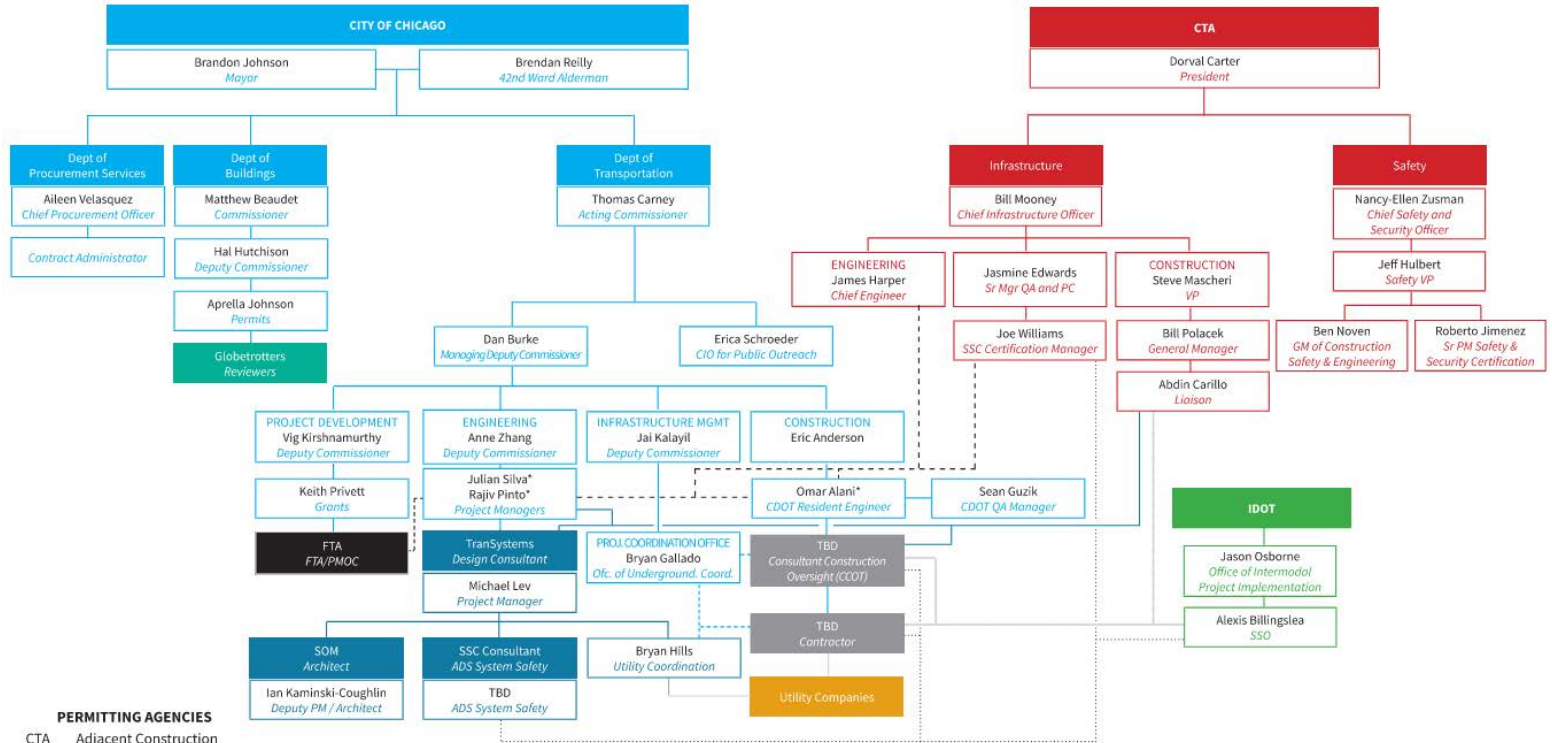 CITY OF CHICAGO
Brandon Johnson
Mayor
Brendan Reilly
42nd Ward Alderman
CTA
Dorval Carter
President
Dept of
Procurement Services
Aileen Velasquez
Chief Procurement Officer
Contract Administrator
Dept of
Buildings
Matthew Beaudet
Commissioner
Hal Hutchison
Deputy Commissioner
Aprella Johnson
Permits
Globetrotters
Reviewers
Dept of
Transportation
Thomas Carney
Acting Commissioner
Dan Burke
Managing Deputy Commissioner
Erica Schroeder
CIO for Public Outreach
Infrastructure
Bill Mooney
Chief Infrastructure Officer
ENGINEERING
James Harper
Chief Engineer
Jasmine Edwards
Sr Mgr QA and PC
Joe Williams
SSC Certification Manager
CONSTRUCTION
Steve Mascheri
VP
Bill Polacek
General Manager
Abdin Carillo
Liaison
Safety
Nancy-Ellen Zusman
Chief Safety and
Security Officer
Jeff Hulbert
Safety VP
Ben Noven
GM of Construction
Safety & Engineering
Roberto Jimenez
Sr PM Safety &
Security Certification
PROJECT DEVELOPMENT
Vig Kirshnamurthy
Deputy Commissioner
Keith Privett
Grants
FTA
FTA/PMOC
ENGINEERING
Anne Zhang
Deputy Commissioner
Julian Silva*
Rajiv Pinto*
Project Managers
TranSystems
Design Consultant
Michael Lev
Project Manager
INFRASTRUCTURE MGMT
Jai Kalayil
Deputy Commissioner
PROJ. COORDINATION OFFICE
Bryan Gallado
Ofc. of Underground. Coord.
CONSTRUCTION
Eric Anderson
Omar Alani*
CDOT Resident Engineer
Sean Guzik
CDOT QA Manager
TBD
Consultant Construction
Oversight (CCOT)
TBD
Contractor
Utility Companies
SOM
Architect
Ian Kaminski-Coughlin
Deputy PM / Architect
SSC Consultant
ADS System Safety
TBD
ADS System Safety
Bryan Hills
Utility Coordination
IDOT
Jason Osborne
Office of Intermodal
Project Implementation
Alexis Billingslea
SSO
PERMITTING AGENCIES
CTA Adjacent Construction